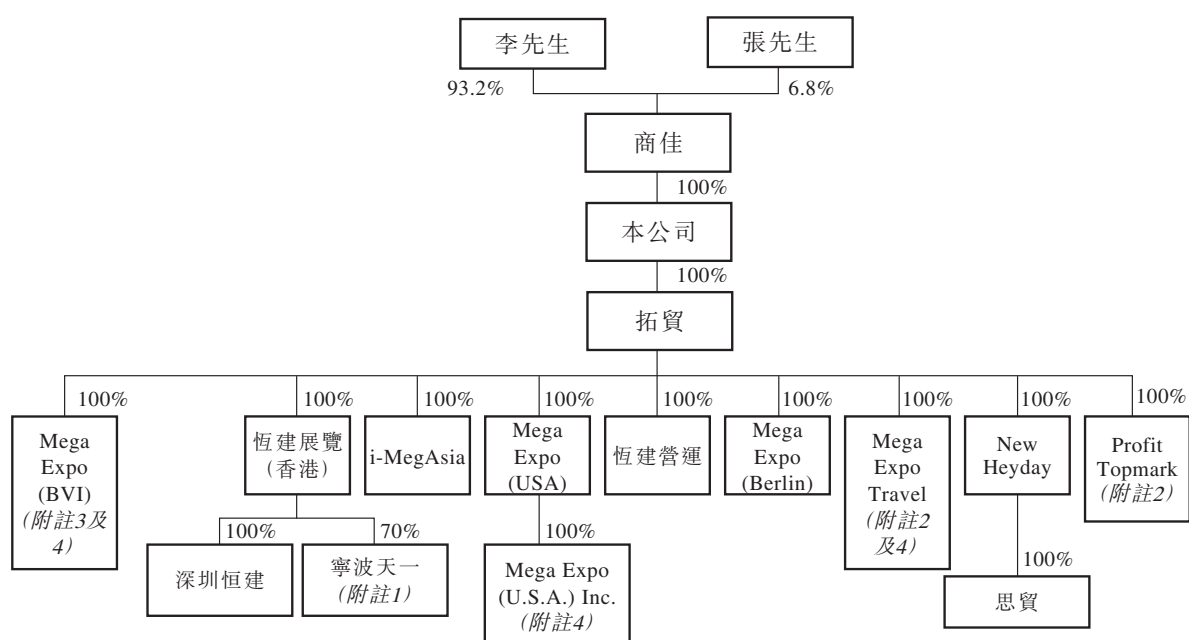 李先生
張先生
93.2%
6.8%
商佳
100%
本公司
100%
拓貿
100%
100%
100%
100%
100%
100%
100%
100%
100%
Mega
Expo
(BVI)
(附註3及
4)
恆建展覽
(香港)
i-MegAsia
Mega
Expo
(USA)
恆建營運
Mega
Expo
(Berlin)
Mega
Expo
Travel
(附註2
及4)
New
Heyday
Profit
Topmark
(附註2)
100%
70%
100%
100%
深圳恒建
寧波天一
(附註1)
Mega Expo
(U.S.A.) Inc.
(附註4)
思貿